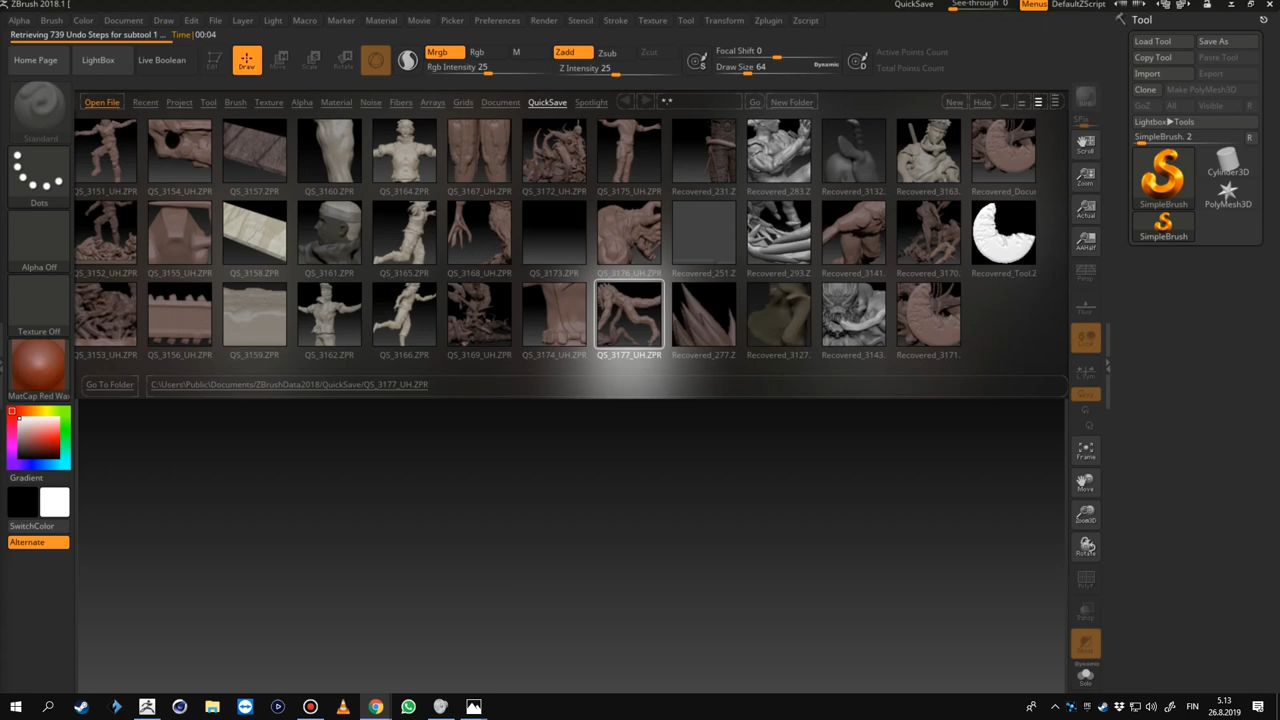 ZBrush 2018.1 [
QuickSave See-through 0 Menus DefaultZScript
Alpha Brush Color Document Draw Edit File Layer Light Macro Marker Material Movie Picker Preferences Render Stencil Stroke Texture Tool Transform Zplugin Zscript
Retrieving 739 Undo Steps for subtool 1 ... Time|00:04
Home Page LightBox Live Boolean Edit Draw Move Scale Rotate
Mrgb Rgb M Zadd Zsub Zcut
Rgb Intensity 25 Z Intensity 25
Focal Shift 0
Draw Size 64 Dynamic
S D
Active Points Count
Total Points Count
Open File Recent Project Tool Brush Texture Alpha Material Noise Fibers Arrays Grids Document QuickSave Spotlight *.* Go New Folder New Hide
QS_3151_UH.ZPR QS_3154_UH.ZPR QS_3157.ZPR QS_3160.ZPR QS_3164.ZPR QS_3167_UH.ZPR QS_3172_UH.ZPR QS_3175_UH.ZPR Recovered_231.Z Recovered_283.Z Recovered_3132. Recovered_3163. Recovered_Docu
QS_3152_UH.ZPR QS_3155_UH.ZPR QS_3158.ZPR QS_3161.ZPR QS_3165.ZPR QS_3168_UH.ZPR QS_3173.ZPR QS_3176_UH.ZPR Recovered_251.Z Recovered_293.Z Recovered_3141. Recovered_3170. Recovered_Tool.2
QS_3153_UH.ZPR QS_3156_UH.ZPR QS_3159.ZPR QS_3162.ZPR QS_3166.ZPR QS_3169_UH.ZPR QS_3174_UH.ZPR QS_3177_UH.ZPR Recovered_277.Z Recovered_3127. Recovered_3143. Recovered_3171.
Go To Folder C:\Users\Public\Documents\ZBrushData2018\QuickSave/QS_3177_UH.ZPR
Standard
Dots
Alpha Off
Texture Off
MatCap Red Wax
Gradient
SwitchColor
Alternate
SPix
Scroll
Zoom
Actual
AAHalf
Persp
Floor
L.Sym
Frame
Move
Zoom3D
Rotate
PolyF
Transp
Dynamic
Solo
Tool
Load Tool Save As
Copy Tool Paste Tool
Import Export
Clone Make PolyMesh3D
GoZ All Visible R
Lightbox▶Tools
SimpleBrush. 2 R
SimpleBrush Cylinder3D
PolyMesh3D
SimpleBrush
FIN
5.13
26.8.2019